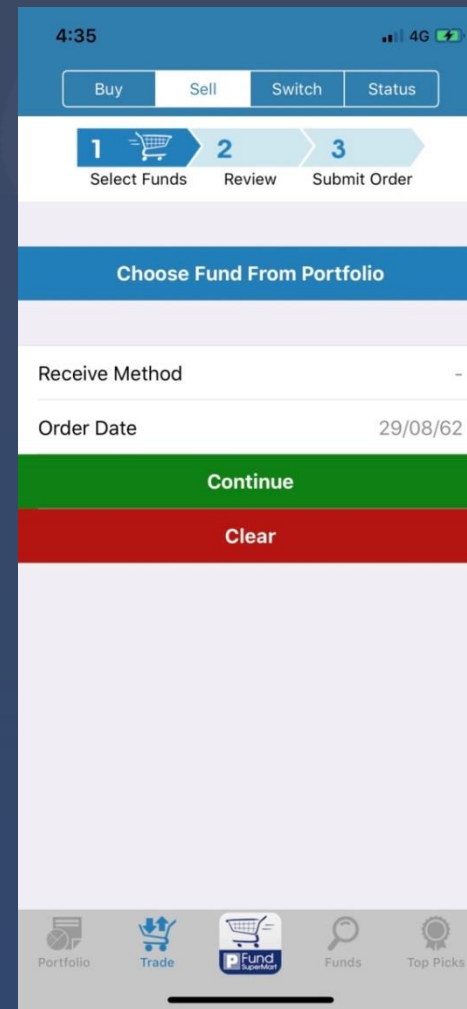 4:35 4G
Buy Sell Switch Status
1 2 3
Select Funds Review Submit Order
Choose Fund From Portfolio
Receive Method -
Order Date 29/08/62
Continue
Clear
P Fund
SuperMart
Portfolio Trade Funds Top Picks